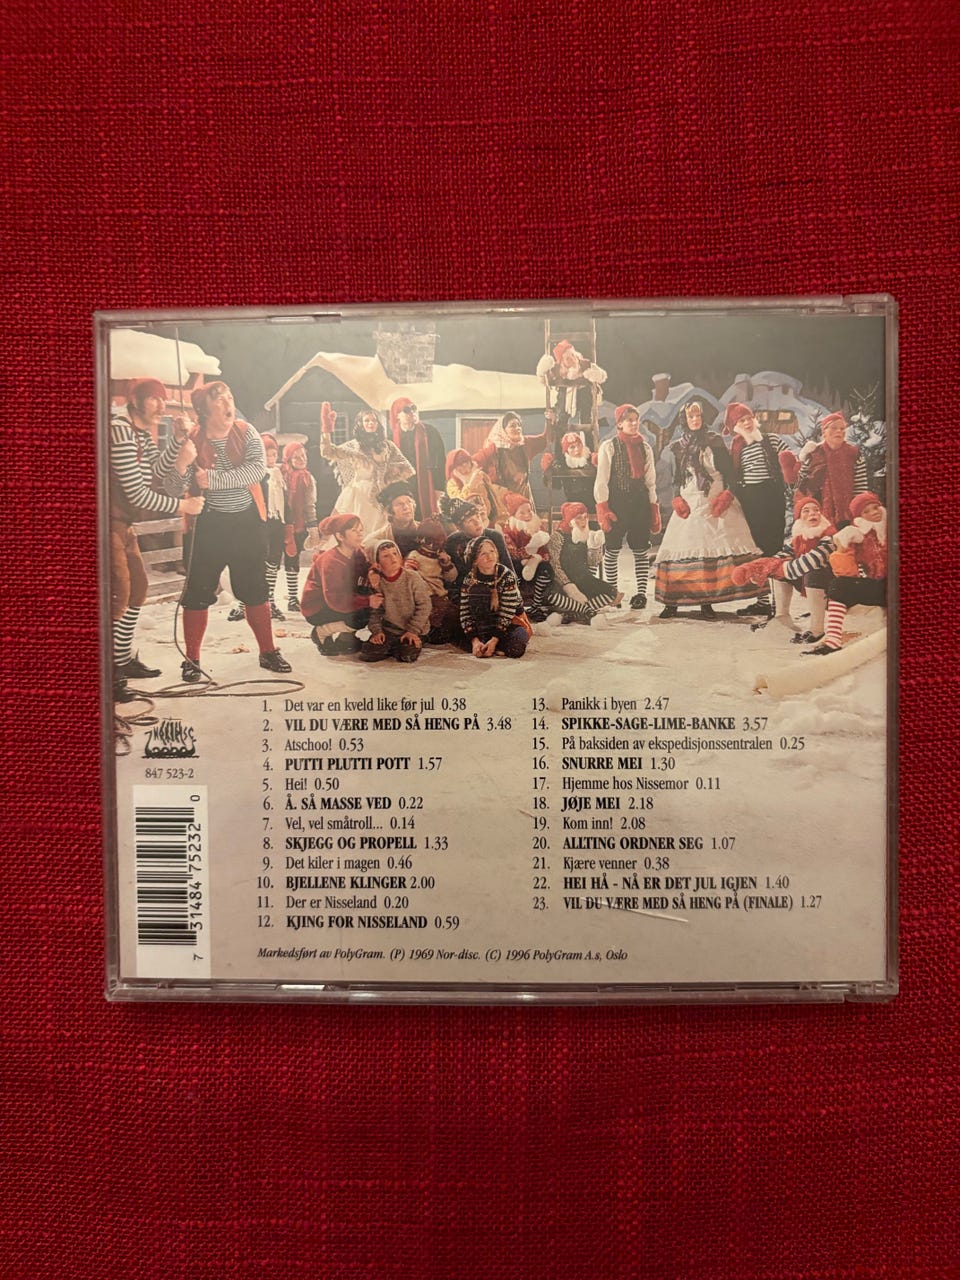 1. Det var en kveld like før jul 0.38
2. VIL DU VÆRE MED SÅ HENG PÅ 3.48
3. Atschoo! 0.53
4. PUTTI PLUTTI POTT 1.57
5. Hei! 0.50
6. Å. SÅ MASSE VED 0.22
7. Vel, vel småtroll... 0.14
8. SKJEGG OG PROPELL 1.33
9. Det kiler i magen 0.46
10. BJELLENE KLINGER 2.00
11. Der er Nisseland 0.20
12. KJING FOR NISSELAND 0.59
13. Panikk i byen 2.47
14. SPIKKE-SAGE-LIME-BANKE 3.57
15. På baksiden av ekspedisjonssentralen 0.25
16. SNURRE MEI 1.30
17. Hjemme hos Nissemor 0.11
18. JØJE MEI 2.18
19. Kom inn! 2.08
20. ALLTING ORDNER SEG 1.07
21. Kjære venner 0.38
22. HEI HÅ - NÅ ER DET JUL IGJEN 1.40
23. VIL DU VÆRE MED SÅ HENG PÅ (FINALE) 1.27
NORDISC
847 523-2
7 31484 75232 0
Markedsført av PolyGram. (P) 1969 Nor-disc. (C) 1996 PolyGram A.s, Oslo